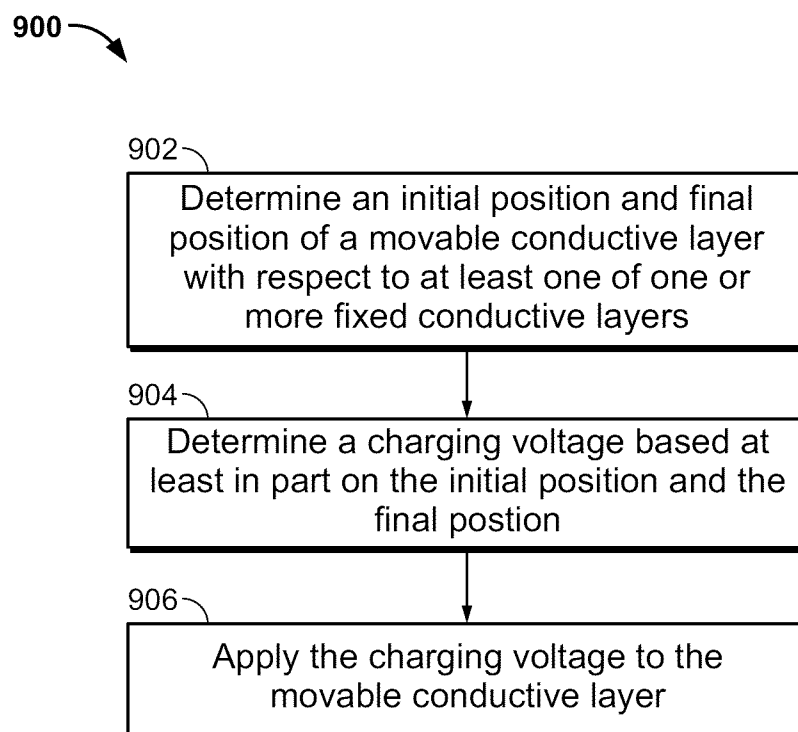 900
902
Determine an initial position and final
position of a movable conductive layer
with respect to at least one of one or
more fixed conductive layers
904
Determine a charging voltage based at
least in part on the initial position and the
final postion
906
Apply the charging voltage to the
movable conductive layer